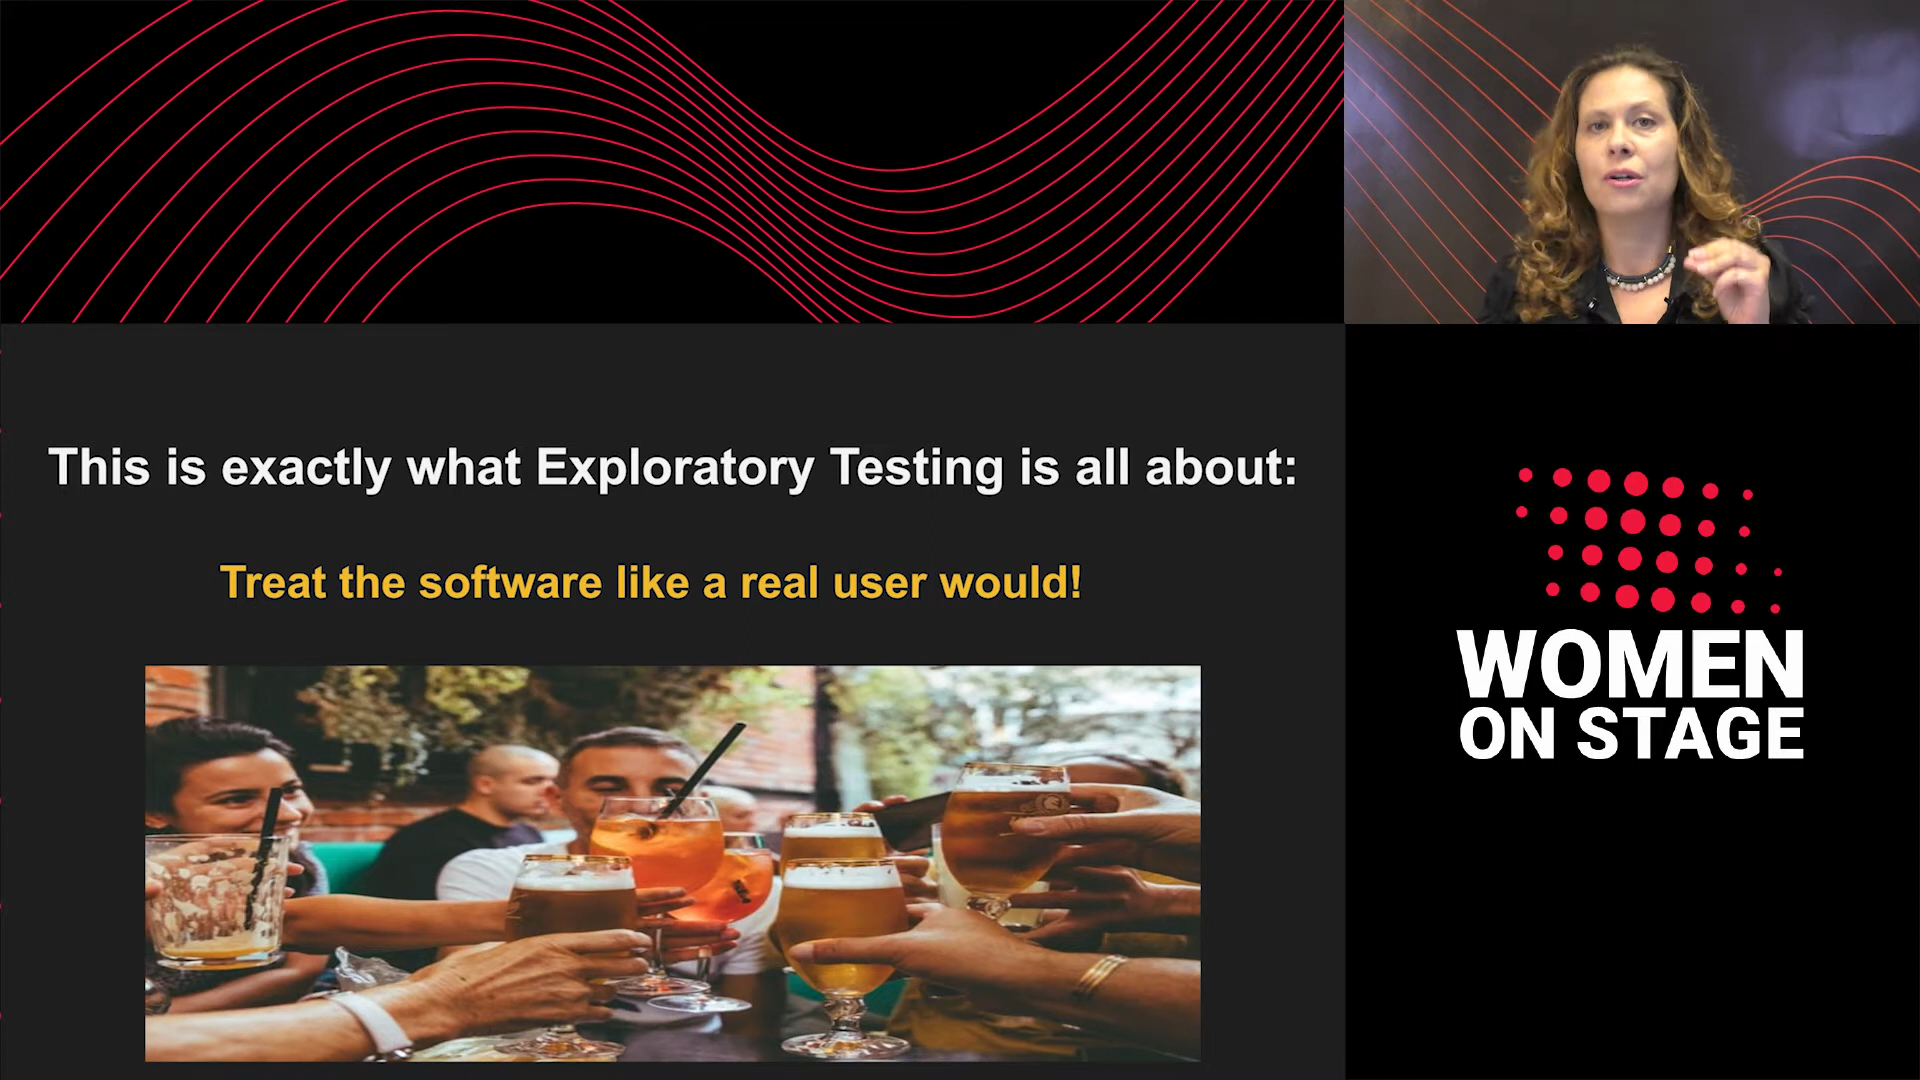 This is exactly what Exploratory Testing is all about:
Treat the software like a real user would!
WOMEN
ON STAGE